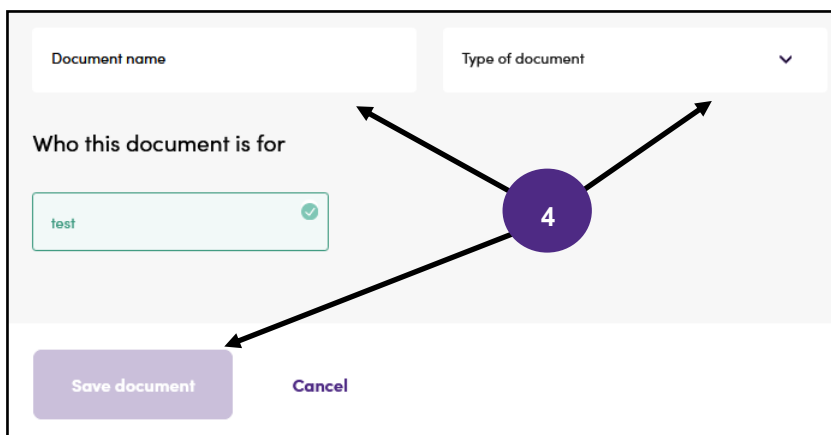 Document name
Type of document
Who this document is for
test
4
Save document
Cancel